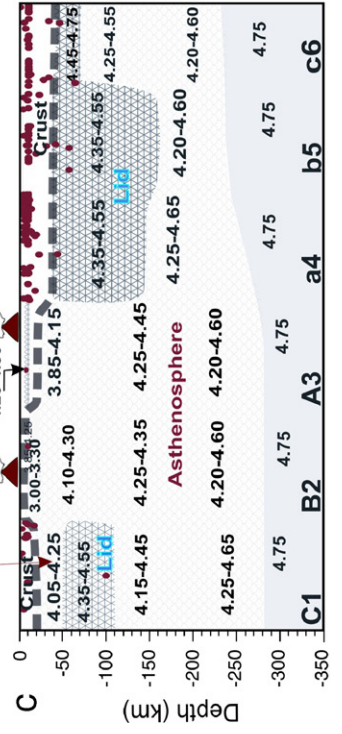 C
0
-50
-100
-150
-200
-250
-300
-350
Depth (km)
Crust
4.05-4.25
4.35-4.55
Lid
4.15-4.45
4.25-4.65
4.75
C1
3.00-3.30
4.10-4.30
4.25-4.35
4.20-4.60
4.75
B2
3.85-4.15
4.25-4.45
Asthenosphere
4.20-4.60
4.75
A3
4.35-4.55
Lid
4.25-4.65
4.75
a4
Crust
4.35-4.55
4.20-4.60
4.75
b5
4.45-4.75
4.25-4.55
4.20-4.60
4.75
c6